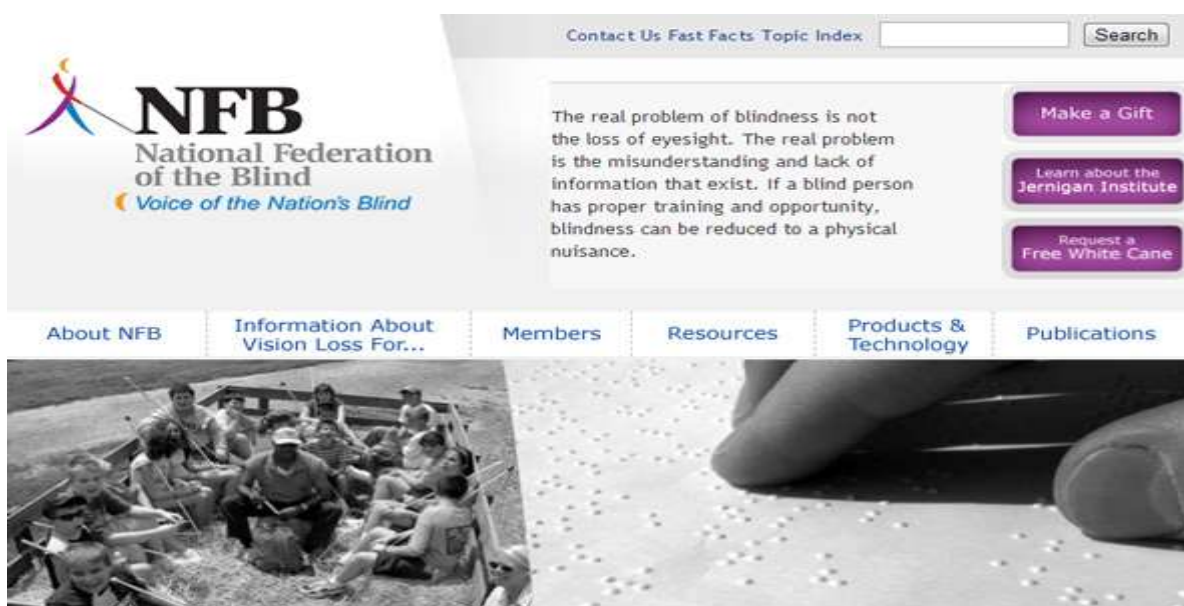 Contact Us Fast Facts Topic Index
Search
NFB
National Federation
of the Blind
Voice of the Nation's Blind
The real problem of blindness is not
the loss of eyesight. The real problem
is the misunderstanding and lack of
information that exist. If a blind person
has proper training and opportunity,
blindness can be reduced to a physical
nuisance.
Make a Gift
Learn about the
Jernigan Institute
Request a
Free White Cane
About NFB
Information About
Vision Loss For...
Members
Resources
Products &
Technology
Publications